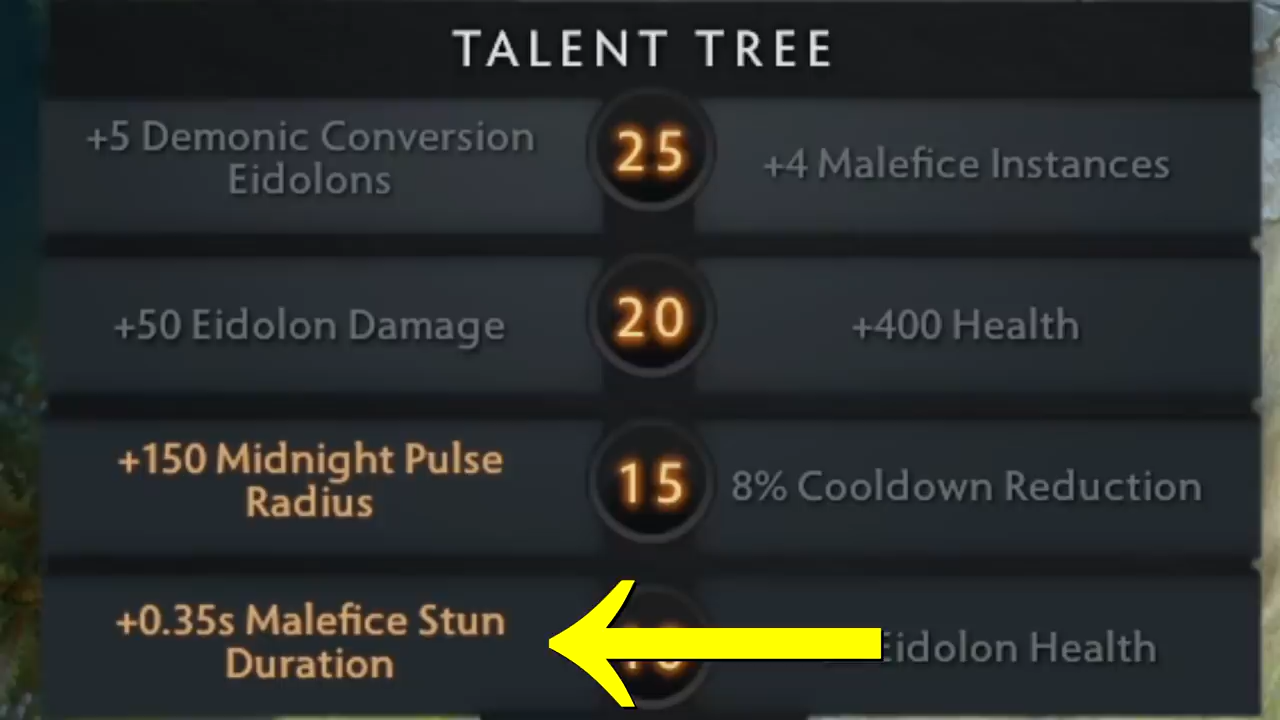 TALENT TREE
+5 Demonic Conversion
Eidolons
25
+4 Malefice Instances
+50 Eidolon Damage
20
+400 Health
+150 Midnight Pulse
Radius
15
8% Cooldown Reduction
+0.35s Malefice Stun
Duration
Eidolon Health